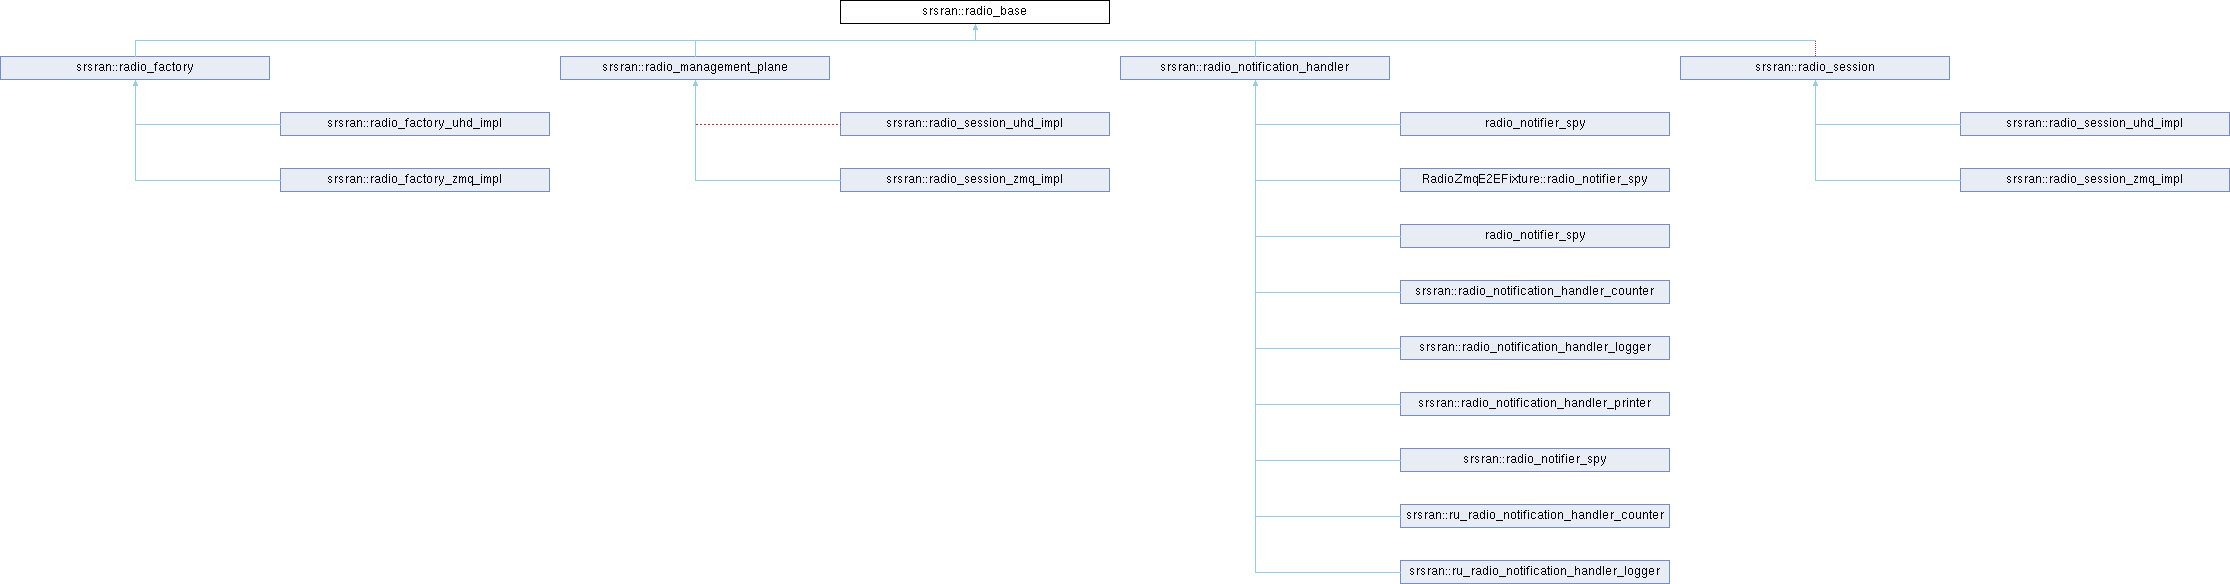 srsran::radio_base
srsran::radio_factory
srsran::radio_management_plane
srsran::radio_notification_handler
srsran::radio_session
srsran::radio_factory_uhd_impl
srsran::radio_session_uhd_impl
radio_notifier_spy
srsran::radio_session_uhd_impl
srsran::radio_factory_zmq_impl
srsran::radio_session_zmq_impl
RadioZmqE2EFixture::radio_notifier_spy
srsran::radio_session_zmq_impl
radio_notifier_spy
srsran::radio_notification_handler_counter
srsran::radio_notification_handler_logger
srsran::radio_notification_handler_printer
srsran::radio_notifier_spy
srsran::ru_radio_notification_handler_counter
srsran::ru_radio_notification_handler_logger